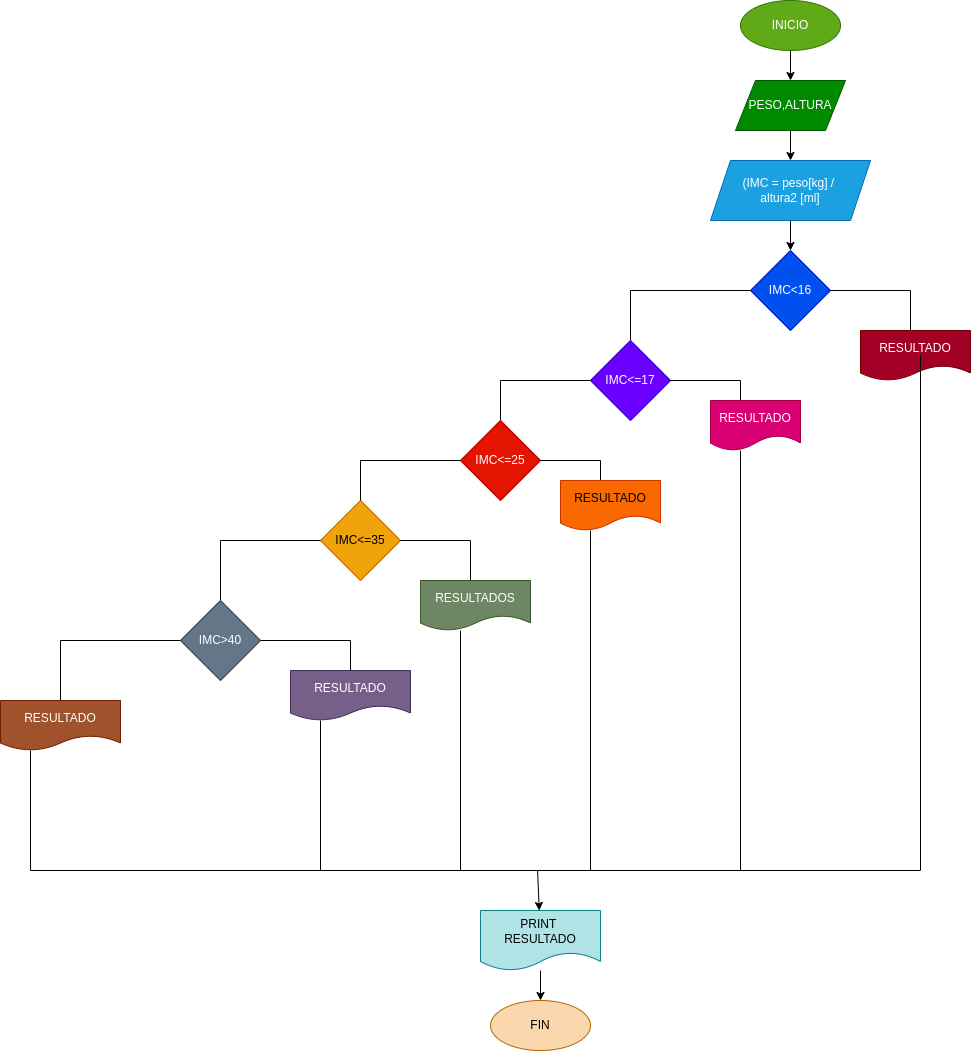 INICIO
PESO,ALTURA
(IMC = peso[kg] /
altura2 [ml]
IMC<16
RESULTADO
IMC<=17
RESULTADO
IMC<=25
RESULTADO
IMC<=35
RESULTADOS
IMC>40
RESULTADO
RESULTADO
PRINT
RESULTADO
FIN